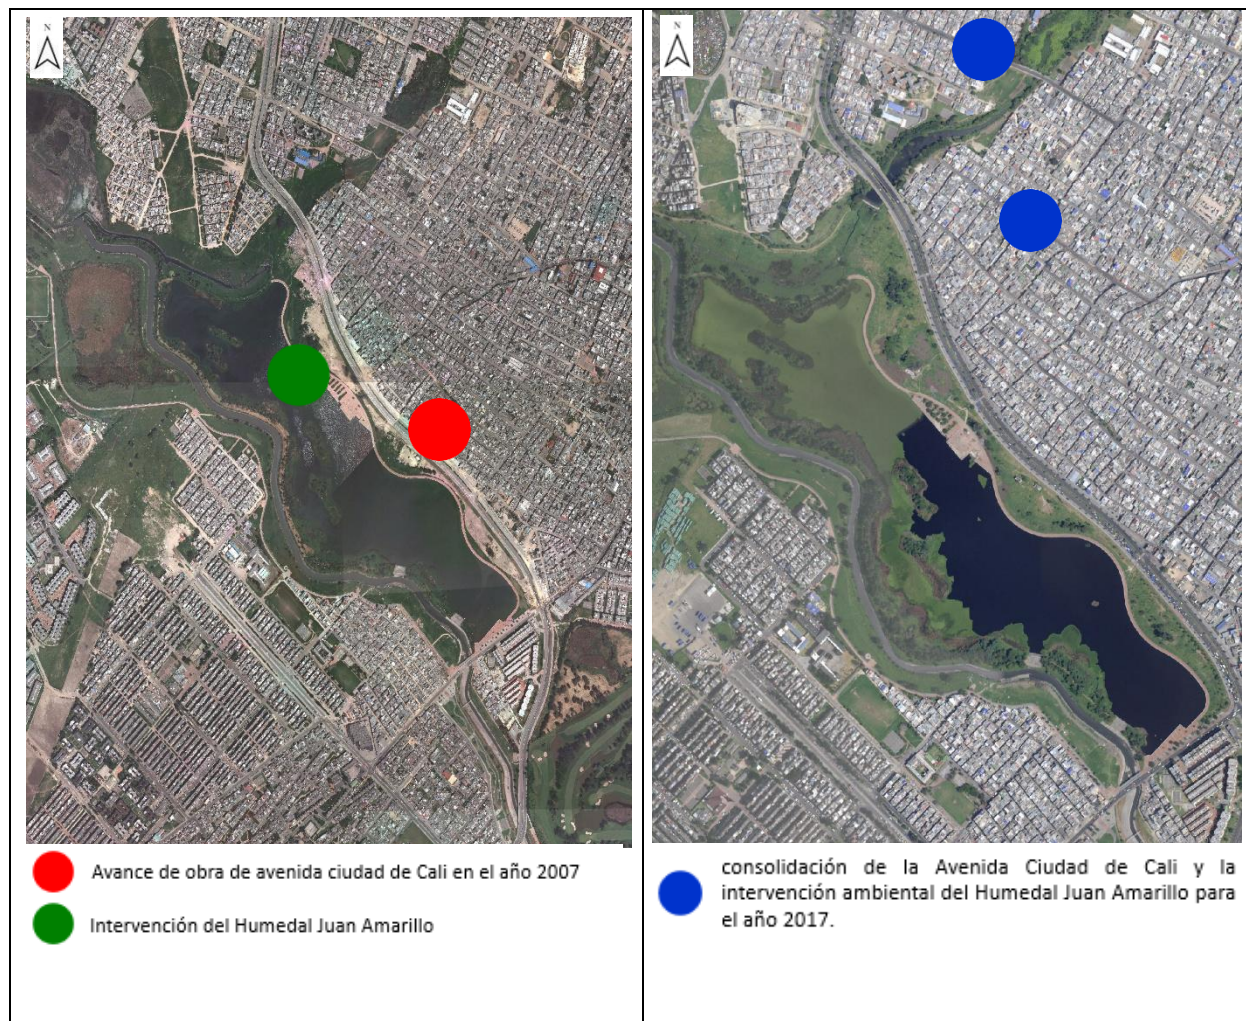 N
N
Avance de obra de avenida ciudad de Cali en el año 2007
Intervención del Humedal Juan Amarillo
consolidación de la Avenida Ciudad de Cali y la
intervención ambiental del Humedal Juan Amarillo para
el año 2017.